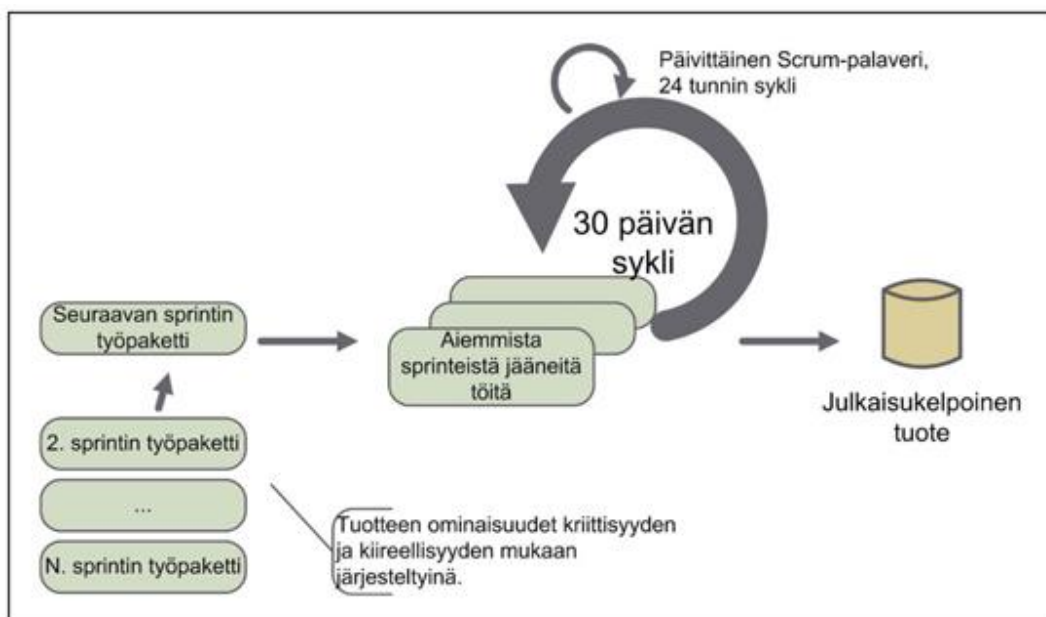 Päivittäinen Scrum-palaveri,
24 tunnin sykli
30 päivän
sykli
Seuraavan sprintin
työpaketti
Aiemmista
sprinteistä jääneitä
töitä
Julkaisukelpoinen
tuote
2. sprintin työpaketti
...
N. sprintin työpaketti
Tuotteen ominaisuudet kriittisyyden
ja kiireellisyyden mukaan
järjesteltyinä.